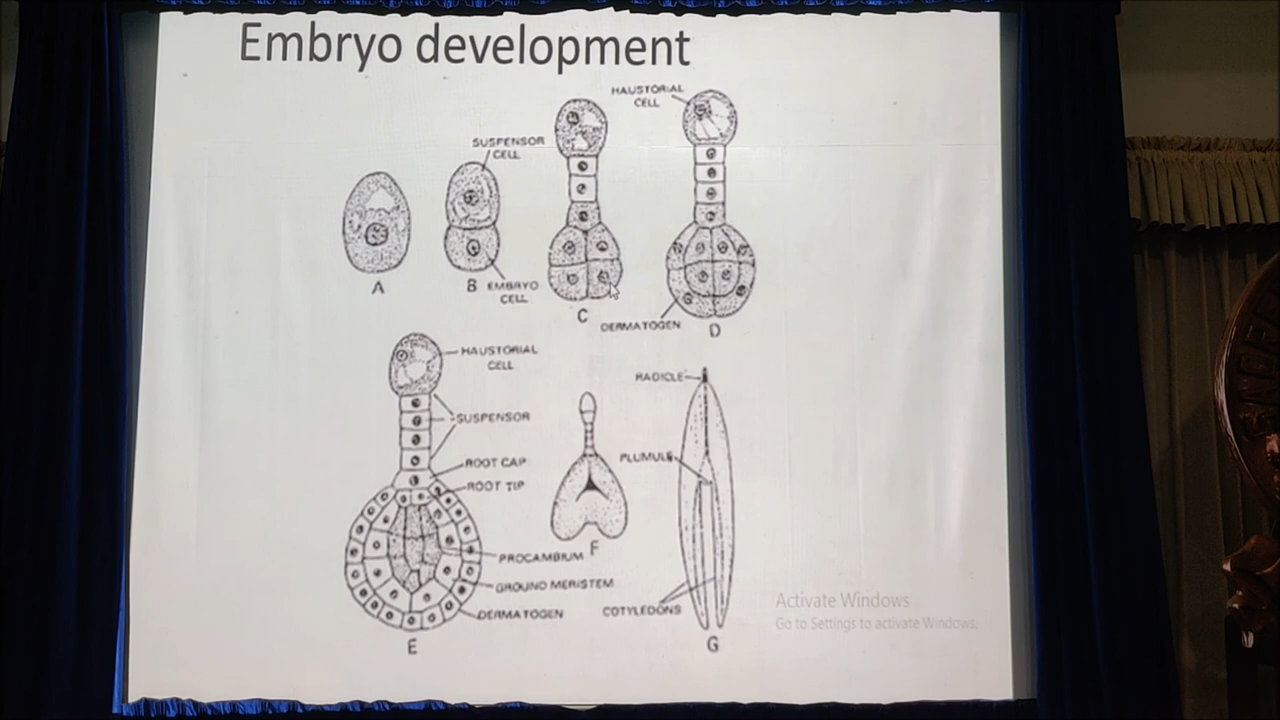 Embryo development
HAUSTORIAL
CELL
SUSPENSOR
CELL
A
B
EMBRYO
CELL
C
DERMATOGEN
D
HAUSTORIAL
CELL
SUSPENSOR
ROOT CAP
ROOT TIP
PROCAMBIUM
GROUND MERISTEM
DERMATOGEN
E
F
RADICLE
PLUMULE
COTYLEDONS
G
Activate Windows
Go to Settings to activate Windows.